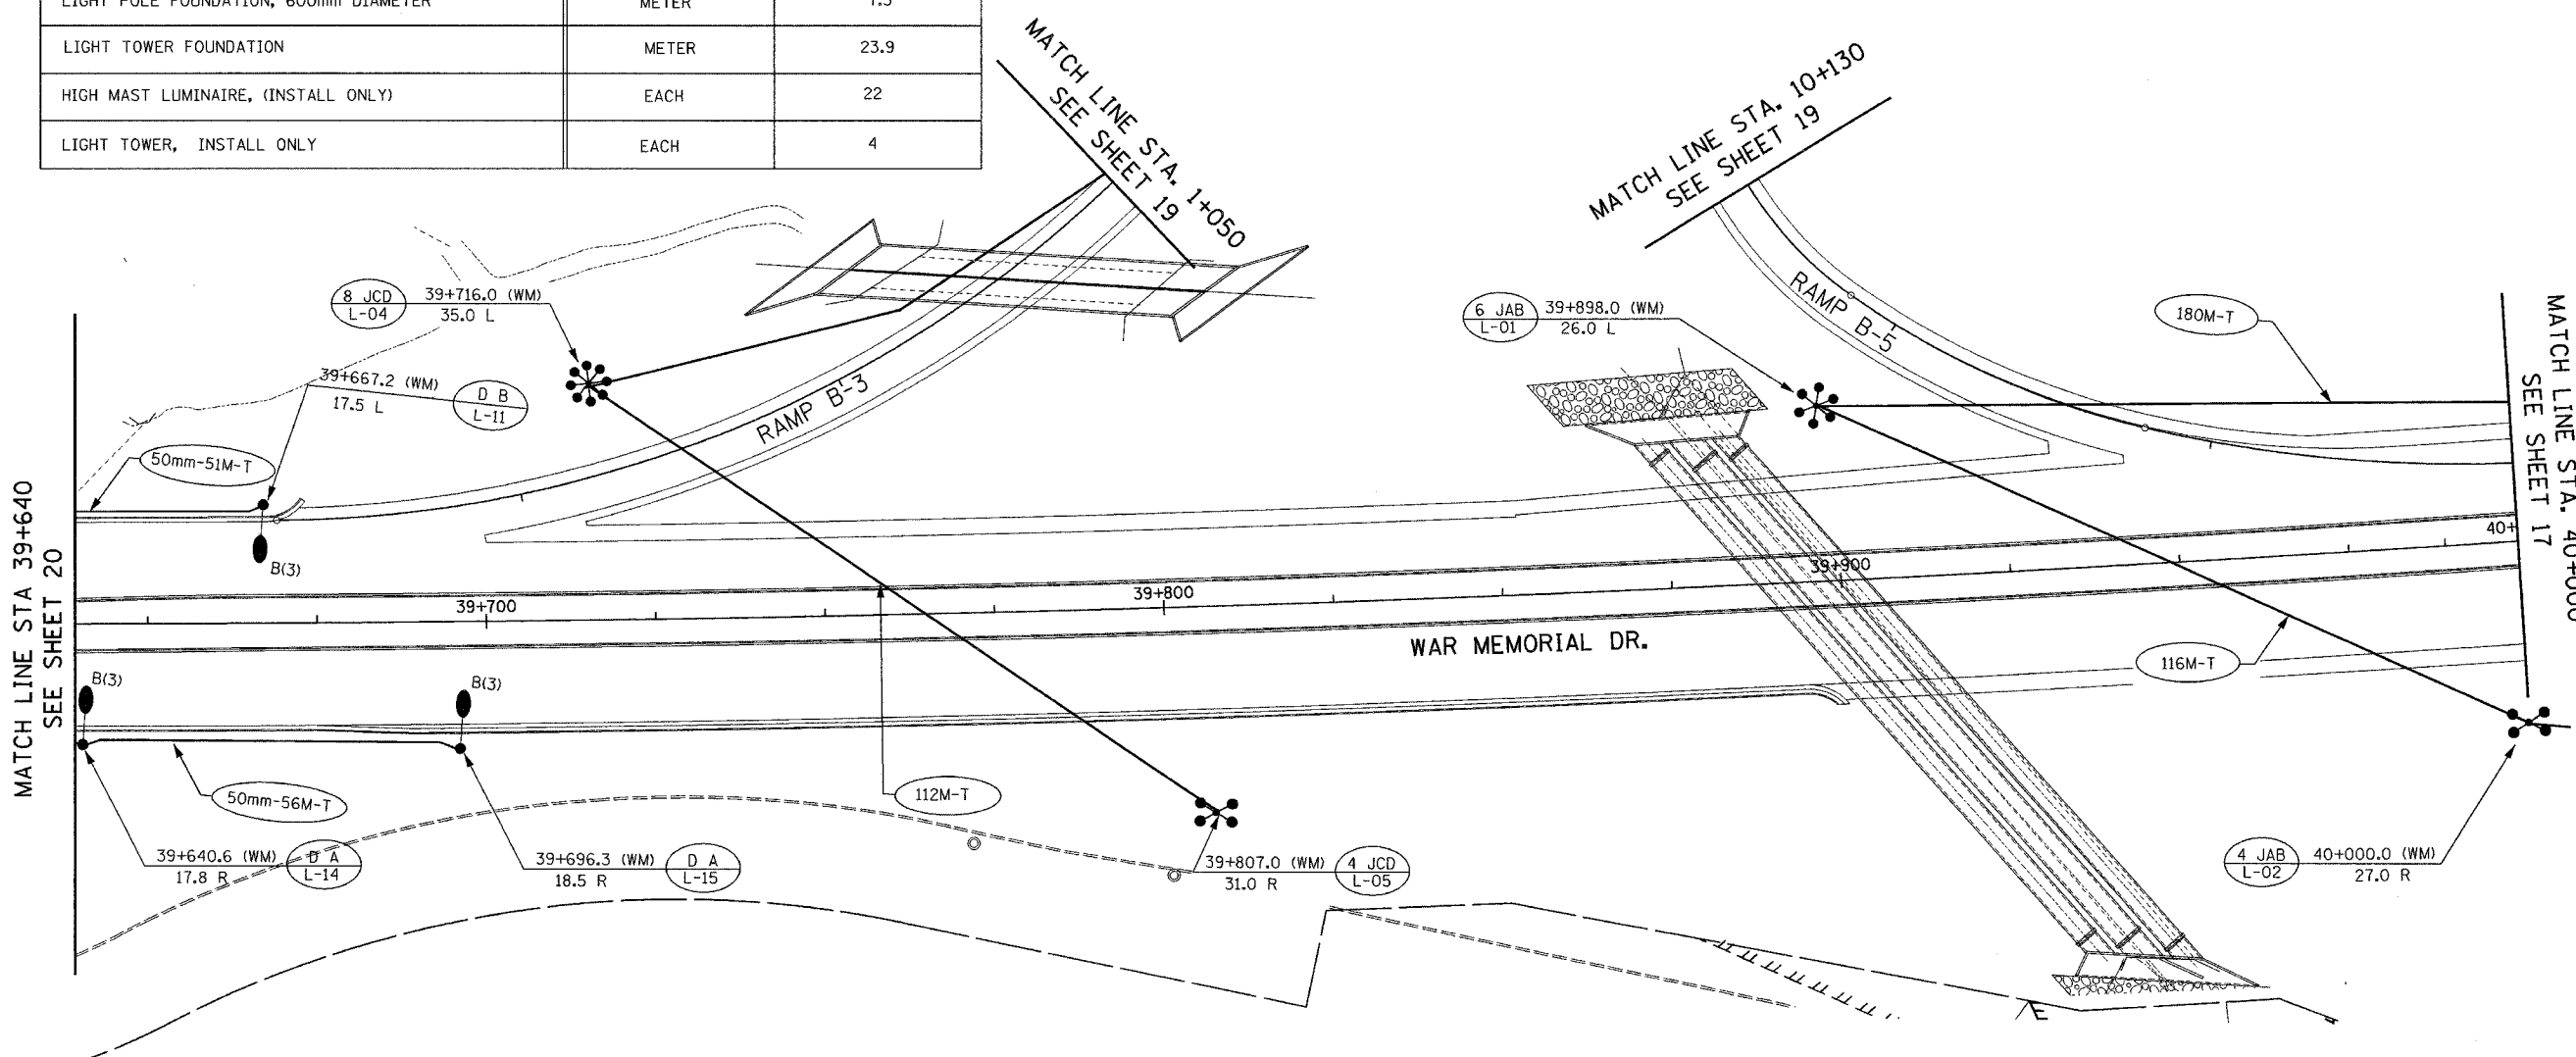 LIGHT POLE FOUNDATION, 600mm DIAMETER METER
LIGHT TOWER FOUNDATION METER 23.9
HIGH MAST LUMINAIRE, (INSTALL ONLY) EACH 22
LIGHT TOWER, INSTALL ONLY EACH 4
MATCH LINE STA. 1+050
SEE SHEET 19
MATCH LINE STA. 10+130
SEE SHEET 19
8 JCD
L-04
39+716.0 (WM)
35.0 L
6 JAB
L-01
39+898.0 (WM)
26.0 L
RAMP B-5
180M-T
MATCH LINE STA. 40+000
SEE SHEET 17
39+667.2 (WM)
17.5 L
D B
L-11
RAMP B-3
50mm-51M-T
MATCH LINE STA 39+640
SEE SHEET 20
B(3)
39+700
39+800
39+900
40+
WAR MEMORIAL DR.
B(3)
B(3)
116M-T
50mm-56M-T
112M-T
39+640.6 (WM)
17.8 R
D A
L-14
39+696.3 (WM)
18.5 R
D A
L-15
39+807.0 (WM)
31.0 R
4 JCD
L-05
4 JAB
L-02
40+000.0 (WM)
27.0 R